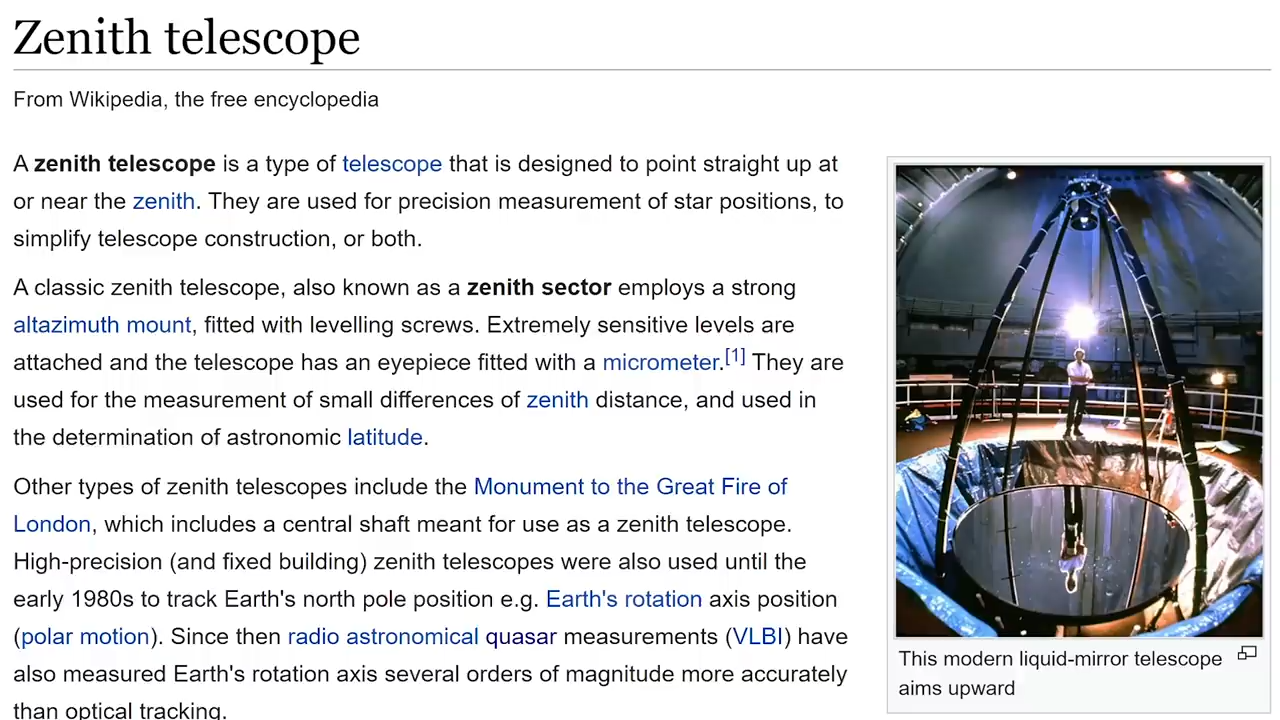 Zenith telescope
From Wikipedia, the free encyclopedia
A zenith telescope is a type of telescope that is designed to point straight up at
or near the zenith. They are used for precision measurement of star positions, to
simplify telescope construction, or both.
A classic zenith telescope, also known as a zenith sector employs a strong
altazimuth mount, fitted with levelling screws. Extremely sensitive levels are
attached and the telescope has an eyepiece fitted with a micrometer.[1] They are
used for the measurement of small differences of zenith distance, and used in
the determination of astronomic latitude.
Other types of zenith telescopes include the Monument to the Great Fire of
London, which includes a central shaft meant for use as a zenith telescope.
High-precision (and fixed building) zenith telescopes were also used until the
early 1980s to track Earth's north pole position e.g. Earth's rotation axis position
(polar motion). Since then radio astronomical quasar measurements (VLBI) have
also measured Earth's rotation axis several orders of magnitude more accurately
than optical tracking.
This modern liquid-mirror telescope
aims upward